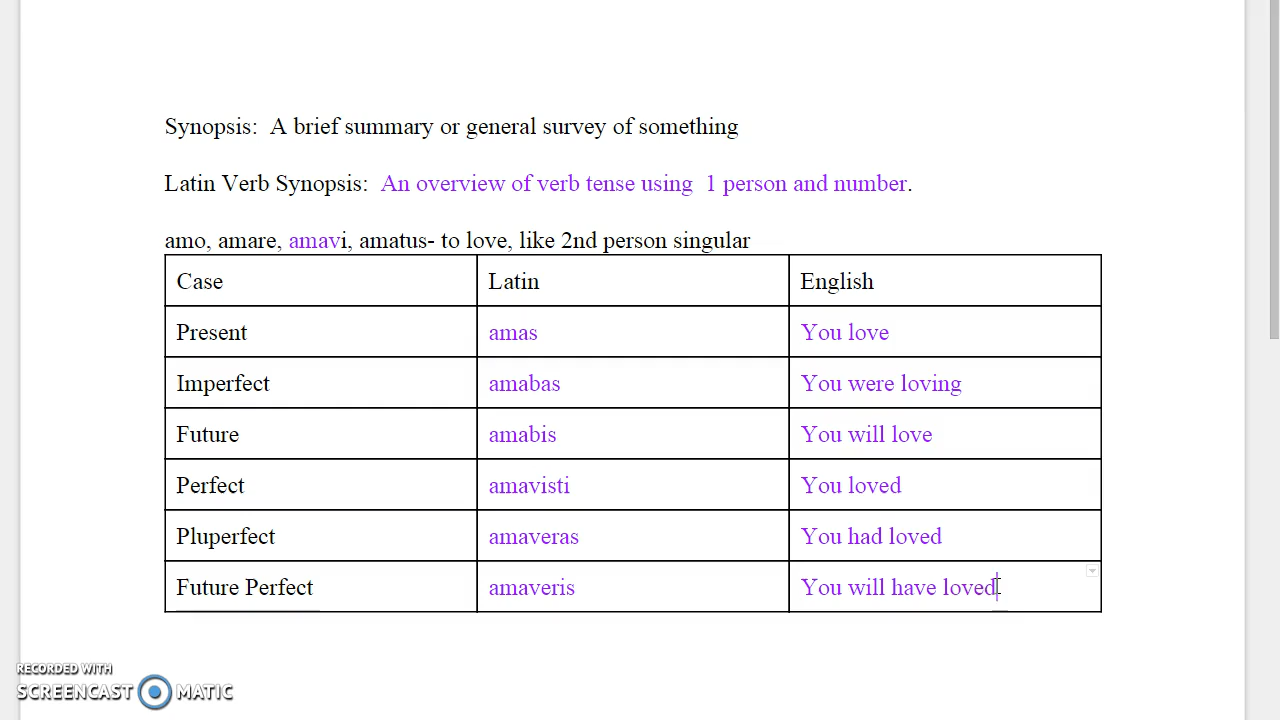 Synopsis:  A brief summary or general survey of something
Latin Verb Synopsis:  An overview of verb tense using  1 person and number.
amo, amare, amavi, amatus- to love, like 2nd person singular
Case Latin English
Present amas You love
Imperfect amabas You were loving
Future amabis You will love
Perfect amavisti You loved
Pluperfect amaveras You had loved
Future Perfect amaveris You will have loved
RECORDED WITH
SCREENCAST MATIC